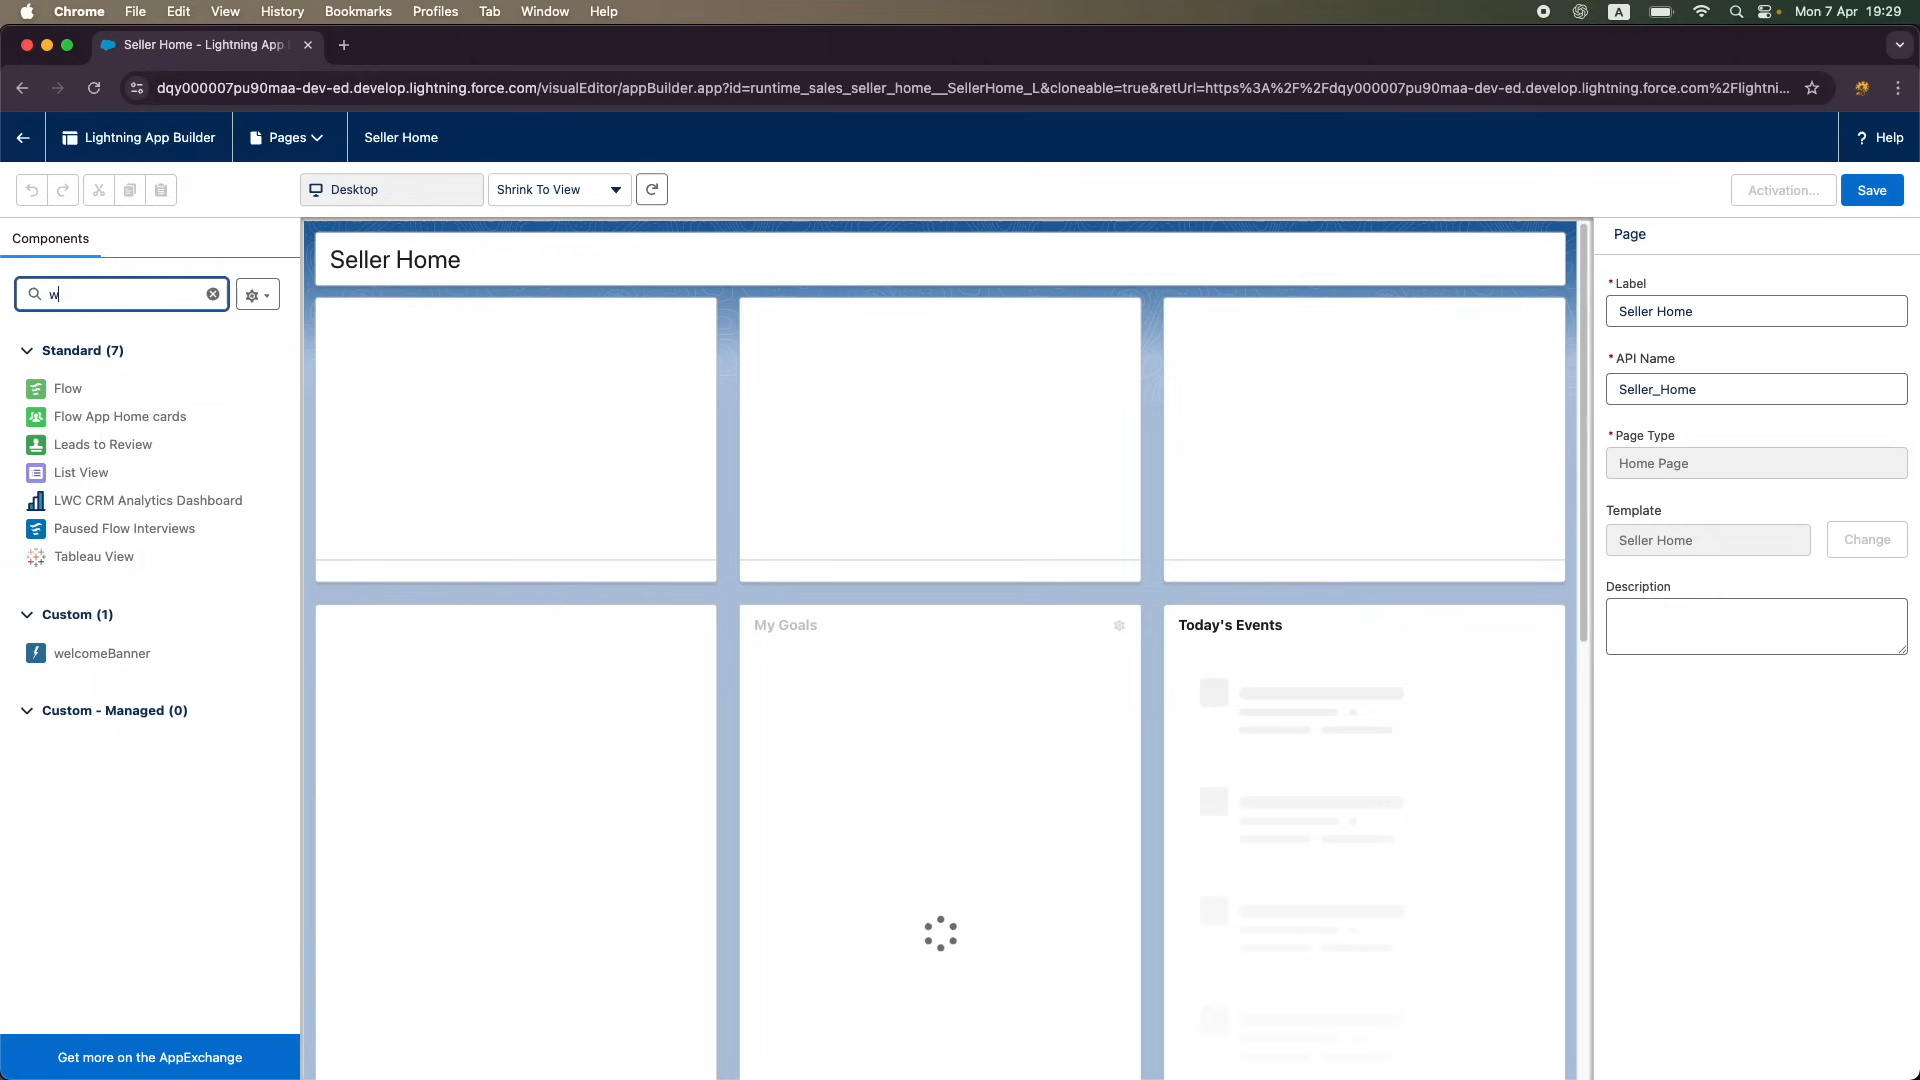 Chrome File Edit View History Bookmarks Profiles Tab Window Help
A Mon 7 Apr 19:29
Seller Home - Lightning App
dqy000007pu90maa-dev-ed.develop.lightning.force.com/visualEditor/appBuilder.app?id=runtime_sales_seller_home__SellerHome_L&cloneable=true&retUrl=https%3A%2F%2Fdqy000007pu90maa-dev-ed.develop.lightning.force.com%2Flightni...
Lightning App Builder Pages Seller Home ? Help
Desktop Shrink To View Activation... Save
Components
w
Standard (7)
Flow
Flow App Home cards
Leads to Review
List View
LWC CRM Analytics Dashboard
Paused Flow Interviews
Tableau View
Custom (1)
welcomeBanner
Custom - Managed (0)
Get more on the AppExchange
Seller Home
My Goals
Today's Events
Page
* Label
Seller Home
* API Name
Seller_Home
* Page Type
Home Page
Template
Seller Home Change
Description